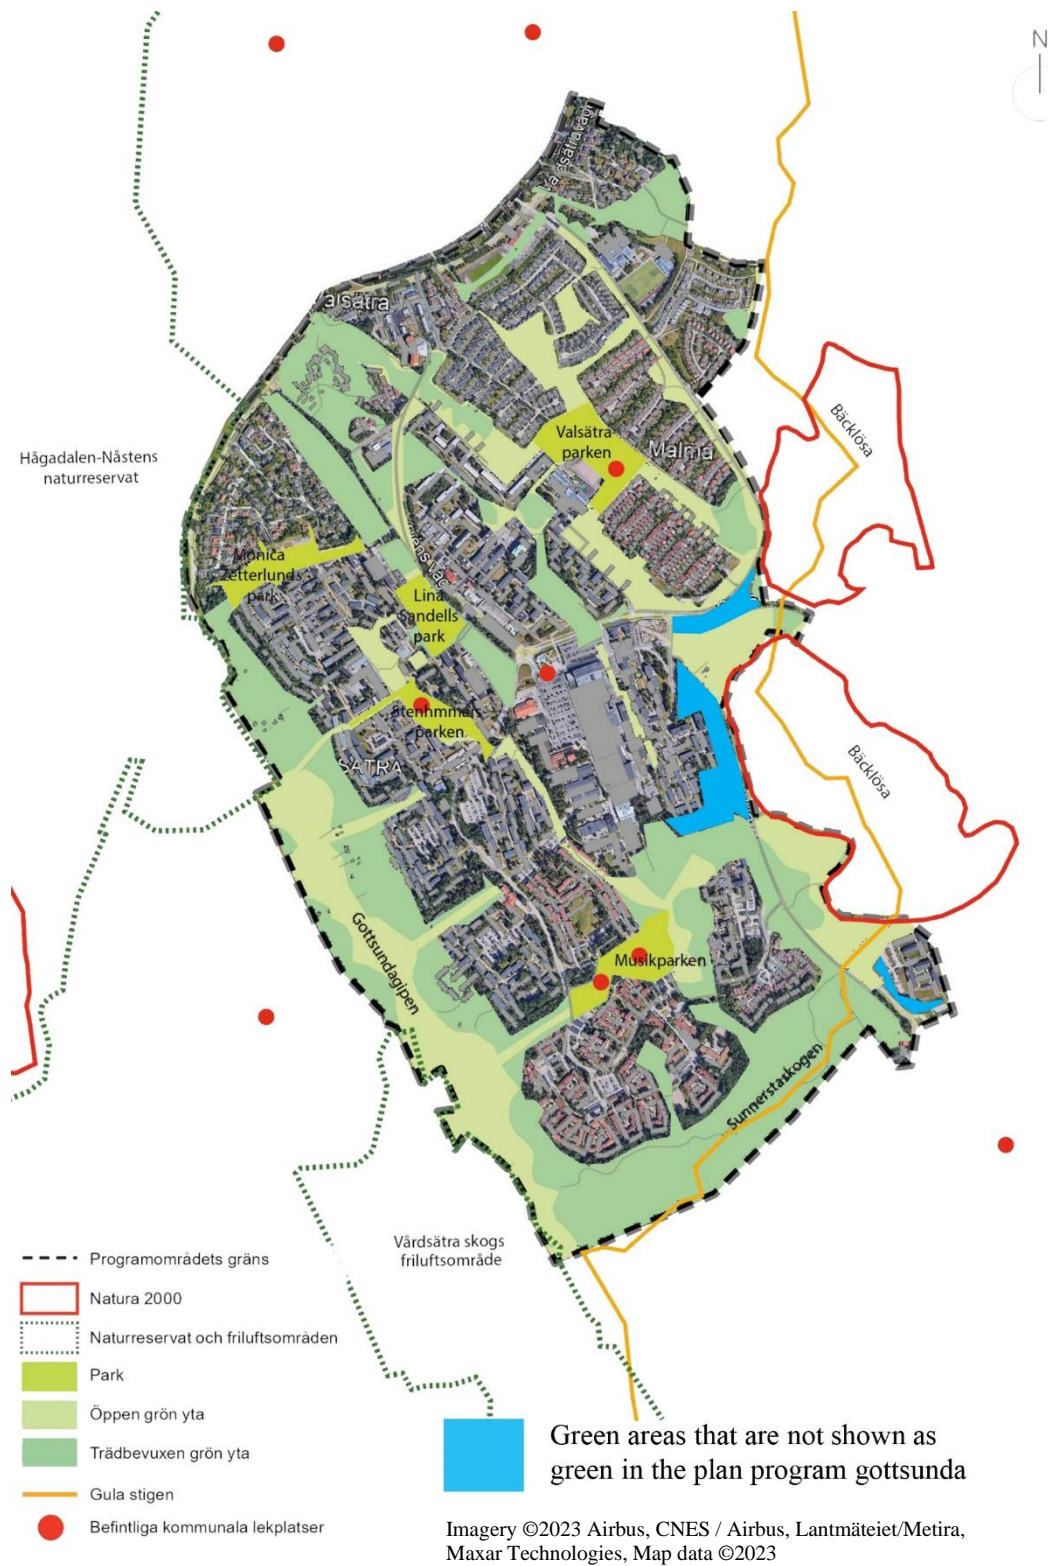 N
Vårdsätravägen
Valsätra
Bäcklösa
Hågadalen-Nåstens
naturreservat
Valsätra-
parken
Malma
Monica
Zetterlunds
park
Lina
Sandells
park
Stenhmmars-
parken
SÄTRA
Bäcklösa
Gottsundagipen
Musikparken
Sunnerstaskogen
Vårdsätra skogs
friluftsområde
Programområdets gräns
Natura 2000
Naturreservat och friluftsområden
Park
Öppen grön yta
Trädbevuxen grön yta
Gula stigen
Befintliga kommunala lekplatser
Green areas that are not shown as
green in the plan program gottsunda
Imagery ©2023 Airbus, CNES / Airbus, Lantmäteiet/Metira,
Maxar Technologies, Map data ©2023